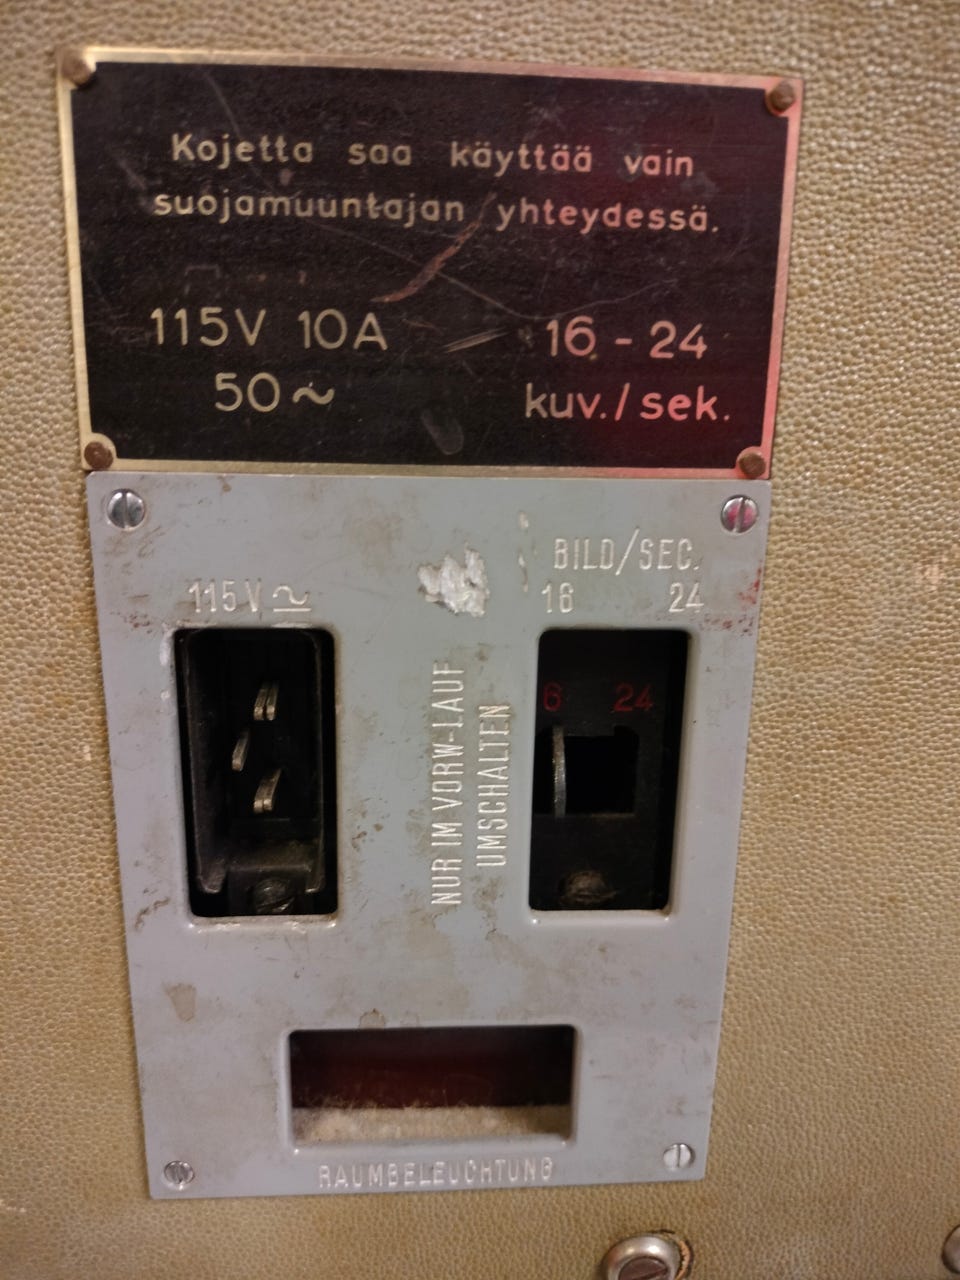 Kojetta saa käyttää vain
suojamuuntajan yhteydessä.
115V 10A
50~
16 - 24
kuv./sek.
115 V ≂
BILD/SEC.
16 24
6 24
NUR IM VORW-LAUF
UMSCHALTEN
RAUMBELEUCHTUNG